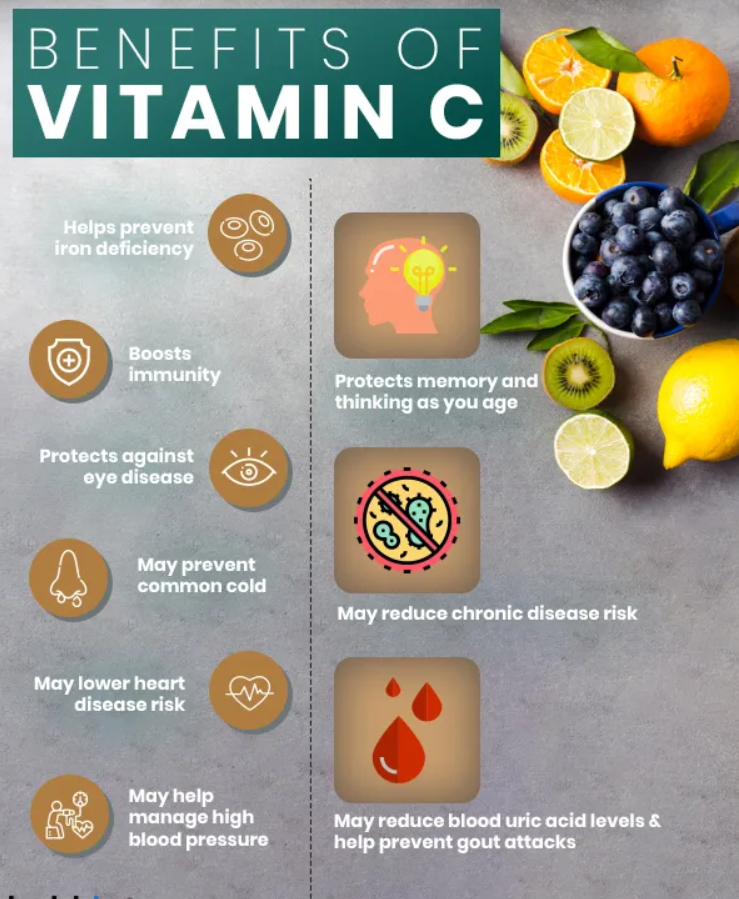 BENEFITS OF
VITAMIN C
Helps prevent
iron deficiency
Boosts
immunity
Protects against
eye disease
May prevent
common cold
May lower heart
disease risk
May help
manage high
blood pressure
Protects memory and
thinking as you age
May reduce chronic disease risk
May reduce blood uric acid levels &
help prevent gout attacks